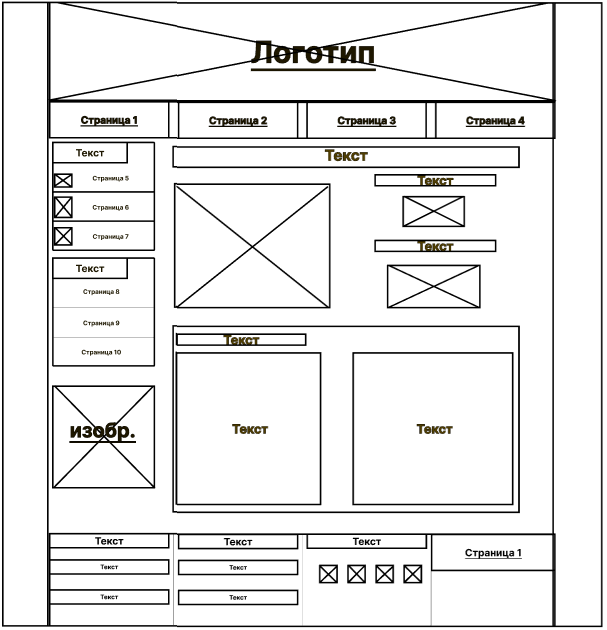 Логотип
Страница 1
Страница 2
Страница 3
Страница 4
Текст
Страница 5
Страница 6
Страница 7
Текст
Страница 8
Страница 9
Страница 10
изобр.
Текст
Текст
Текст
Текст
Текст
Текст
Текст
Текст
Текст
Текст
Текст
Текст
Текст
Страница 1